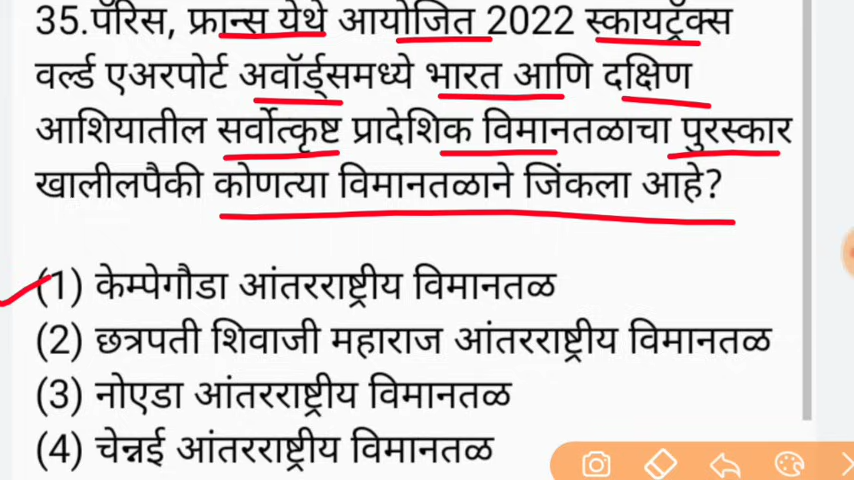 35.पॅरिस, फ्रान्स येथे आयोजित 2022 स्कायट्रॅक्स
वर्ल्ड एअरपोर्ट अवॉर्ड्समध्ये भारत आणि दक्षिण
आशियातील सर्वोत्कृष्ट प्रादेशिक विमानतळाचा पुरस्कार
खालीलपैकी कोणत्या विमानतळाने जिंकला आहे?
(1) केम्पेगौडा आंतरराष्ट्रीय विमानतळ
(2) छत्रपती शिवाजी महाराज आंतरराष्ट्रीय विमानतळ
(3) नोएडा आंतरराष्ट्रीय विमानतळ
(4) चेन्नई आंतरराष्ट्रीय विमानतळ